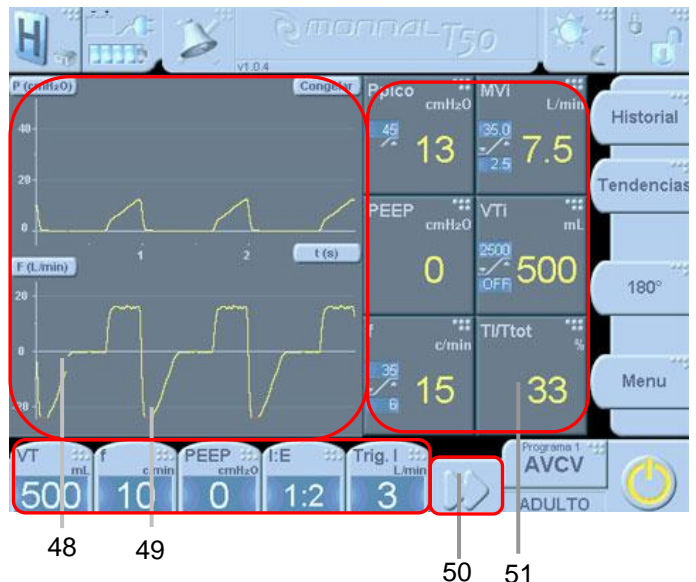 H
monnal T50
v1.0.4
P (cmH₂O)
Congelar
40
20
0
1
2
t (s)
F (L/min)
20
0
-20
Ppico
cmH₂O
45
13
MVi
L/min
35.0
2.5
7.5
PEEP
cmH₂O
0
VTi
mL
2500
OFF
500
f
c/min
35
6
15
TI/Ttot
%
33
Historial
Tendencias
180°
Menu
VT
mL
500
f
c/min
10
PEEP
cmH₂O
0
I:E
1:2
Trig. I
L/min
3
Programa 1
AVCV
ADULTO
48
49
50
51